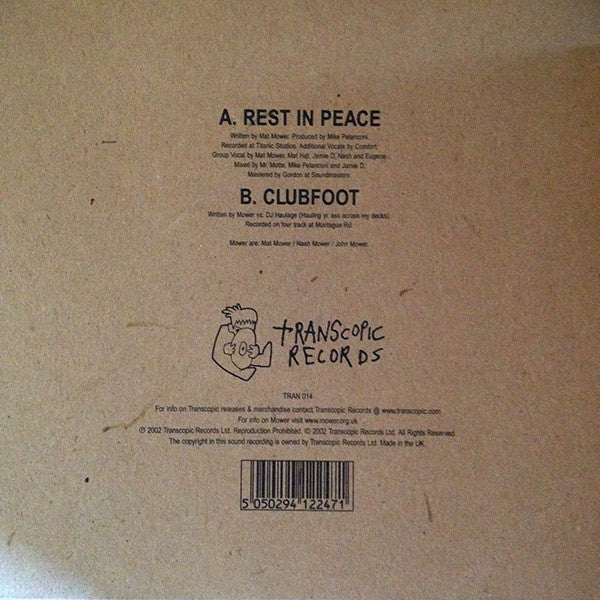 A. REST IN PEACE
Written by Mat Mower. Produced by Mike Pelanconi.
Recorded at Titanic Studios. Additional Vocals by Comfort.
Group Vocal by Mat Mower, Mat Hat, Jamie D, Nash and Eugene.
Mixed by Mr. Motte, Mike Pelanconi and Jamie D.
Mastered by Gordon at Soundmasters
B. CLUBFOOT
Written by Mower vs. DJ Haulage (Hauling yr. ass across my decks).
Recorded on four track at Montague Rd.
Mower are: Mat Mower / Nash Mower / John Mower.
TRANSCOPIC
RECORDS
TRAN 014
For info on Transcopic releases & merchandise contact Transcopic Records @ www.transcopic.com
For info on Mower visit www.mower.org.uk
℗ 2002 Transcopic Records Ltd. Reproduction Prohibited. © 2002 Transcopic Records Ltd. All Rights Reserved.
The copyright in this sound recording is owned by Transcopic Records Ltd. Made in the UK.
5 050294 122471